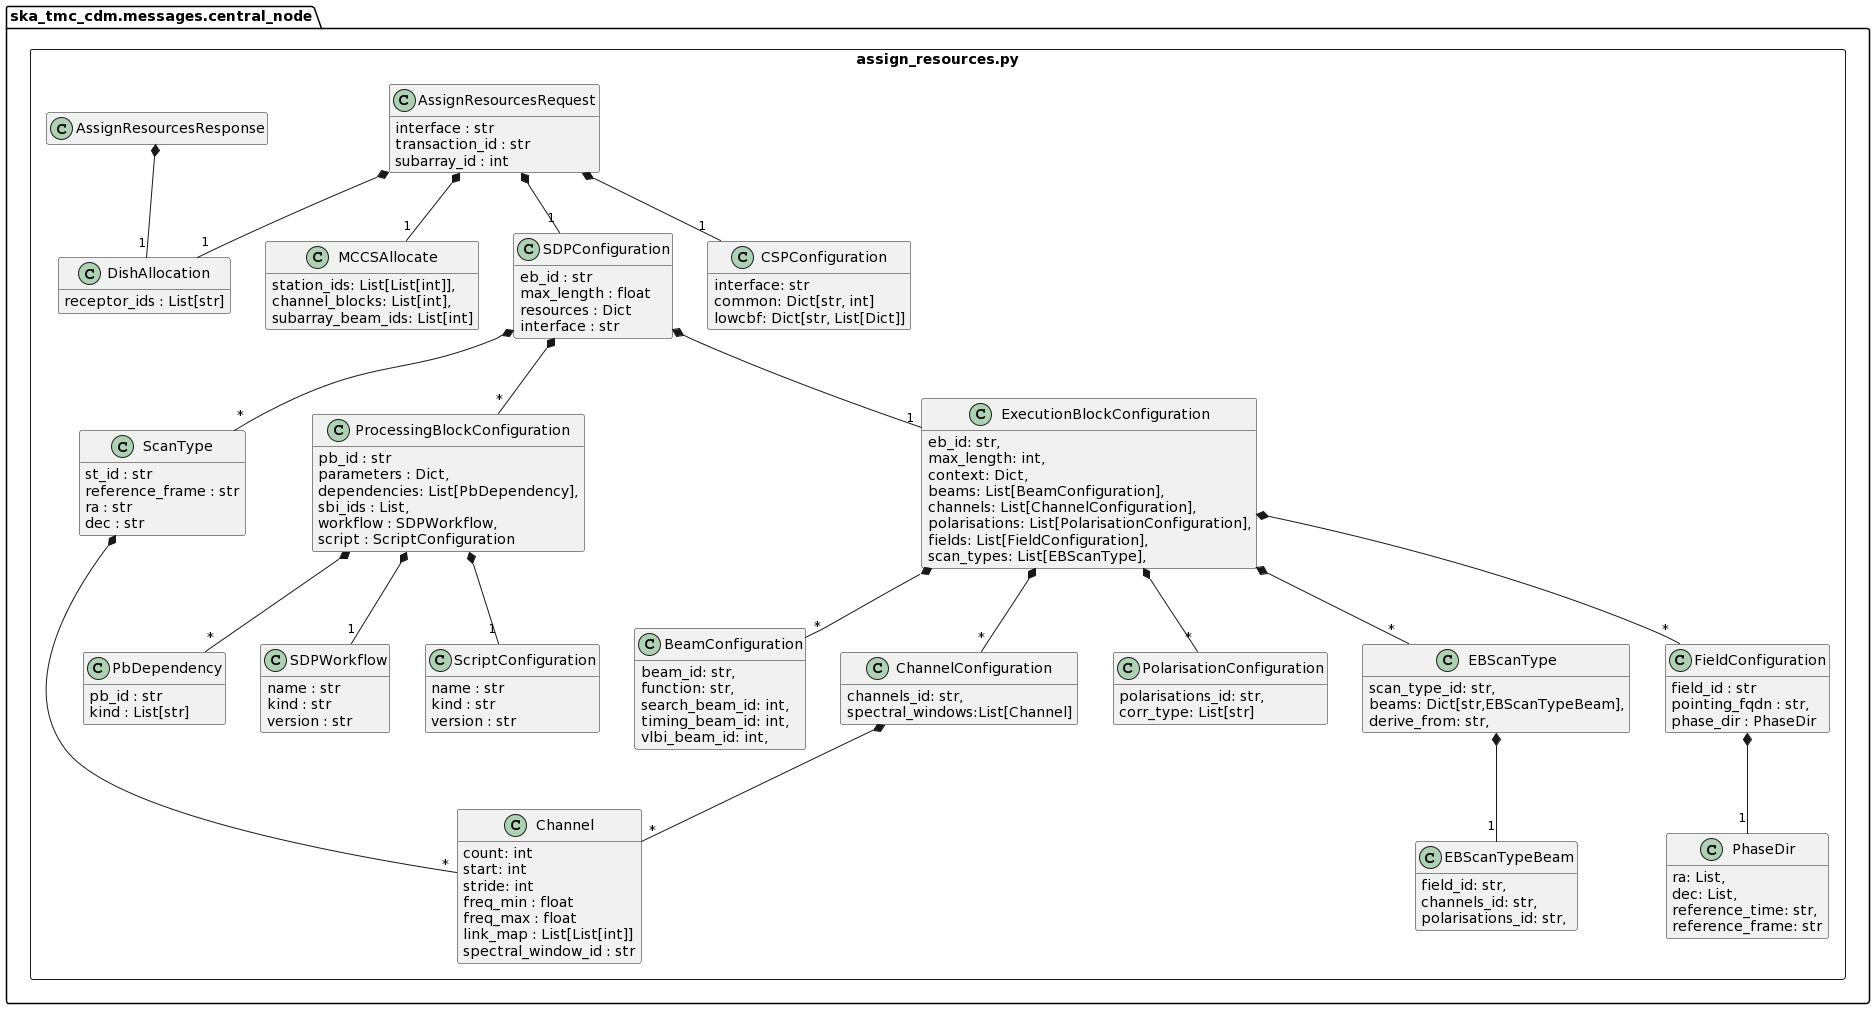 ska_tmc_cdm.messages.central_node
assign_resources.py
C AssignResourcesResponse
C AssignResourcesRequest
interface : str
transaction_id : str
subarray_id : int
1
1
1
1
1
C DishAllocation
receptor_ids : List[str]
C MCCSAllocate
station_ids: List[List[int]],
channel_blocks: List[int],
subarray_beam_ids: List[int]
C SDPConfiguration
eb_id : str
max_length : float
resources : Dict
interface : str
C CSPConfiguration
interface: str
common: Dict[str, int]
lowcbf: Dict[str, List[Dict]]
*
*
1
C ScanType
st_id : str
reference_frame : str
ra : str
dec : str
C ProcessingBlockConfiguration
pb_id : str
parameters : Dict,
dependencies: List[PbDependency],
sbi_ids : List,
workflow : SDPWorkflow,
script : ScriptConfiguration
C ExecutionBlockConfiguration
eb_id: str,
max_length: int,
context: Dict,
beams: List[BeamConfiguration],
channels: List[ChannelConfiguration],
polarisations: List[PolarisationConfiguration],
fields: List[FieldConfiguration],
scan_types: List[EBScanType],
*
1
1
*
*
*
*
*
C PbDependency
pb_id : str
kind : List[str]
C SDPWorkflow
name : str
kind : str
version : str
C ScriptConfiguration
name : str
kind : str
version : str
C BeamConfiguration
beam_id: str,
function: str,
search_beam_id: int,
timing_beam_id: int,
vlbi_beam_id: int,
C ChannelConfiguration
channels_id: str,
spectral_windows:List[Channel]
C PolarisationConfiguration
polarisations_id: str,
corr_type: List[str]
C EBScanType
scan_type_id: str,
beams: Dict[str,EBScanTypeBeam],
derive_from: str,
C FieldConfiguration
field_id : str
pointing_fqdn : str,
phase_dir : PhaseDir
*
*
1
1
C Channel
count: int
start: int
stride: int
freq_min : float
freq_max : float
link_map : List[List[int]]
spectral_window_id : str
C EBScanTypeBeam
field_id: str,
channels_id: str,
polarisations_id: str,
C PhaseDir
ra: List,
dec: List,
reference_time: str,
reference_frame: str